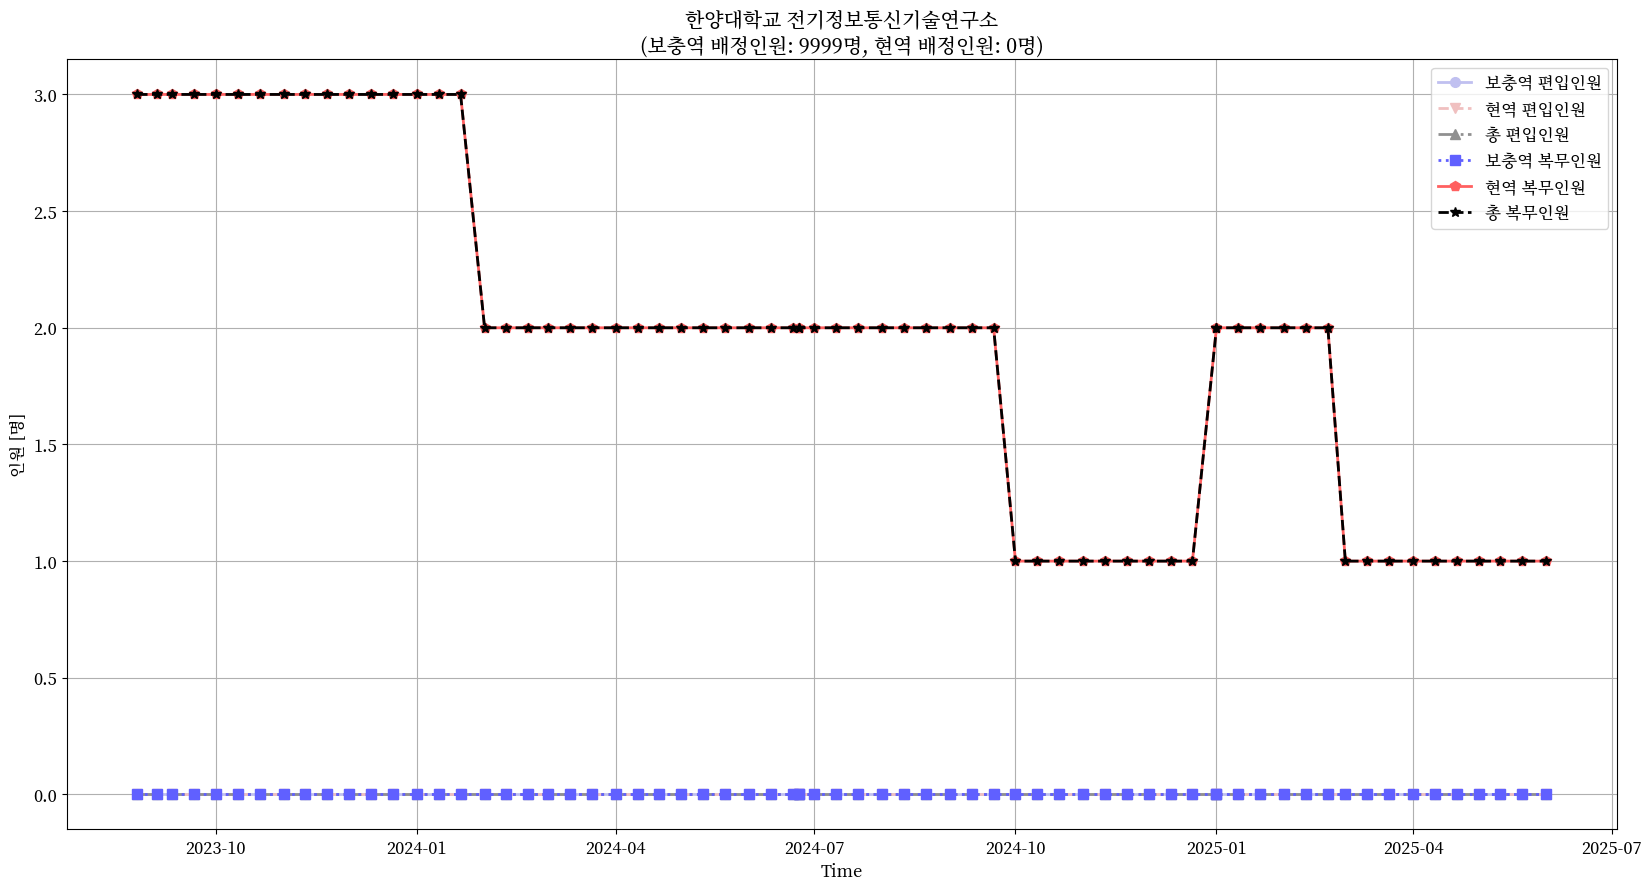 한양대학교 전기정보통신기술연구소
(보충역 배정인원: 9999명, 현역 배정인원: 0명)
보충역 편입인원
현역 편입인원
총 편입인원
보충역 복무인원
현역 복무인원
총 복무인원
인원 [명]
3.0
2.5
2.0
1.5
1.0
0.5
0.0
2023-10
2024-01
2024-04
2024-07
2024-10
2025-01
2025-04
2025-07
Time